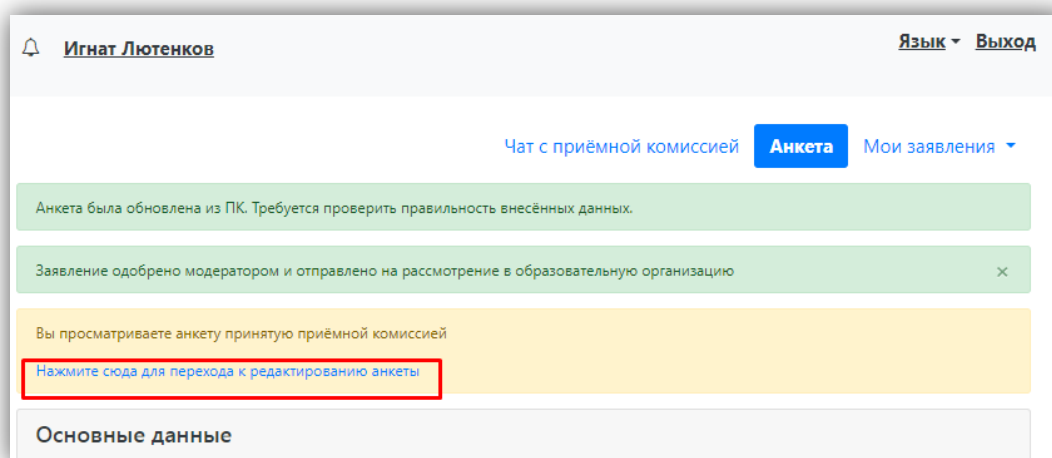 Игнат Лютенков
Язык Выход
Чат с приёмной комиссией Анкета Мои заявления
Анкета была обновлена из ПК. Требуется проверить правильность внесённых данных.
Заявление одобрено модератором и отправлено на рассмотрение в образовательную организацию ×
Вы просматриваете анкету принятую приёмной комиссией
Нажмите сюда для перехода к редактированию анкеты
Основные данные